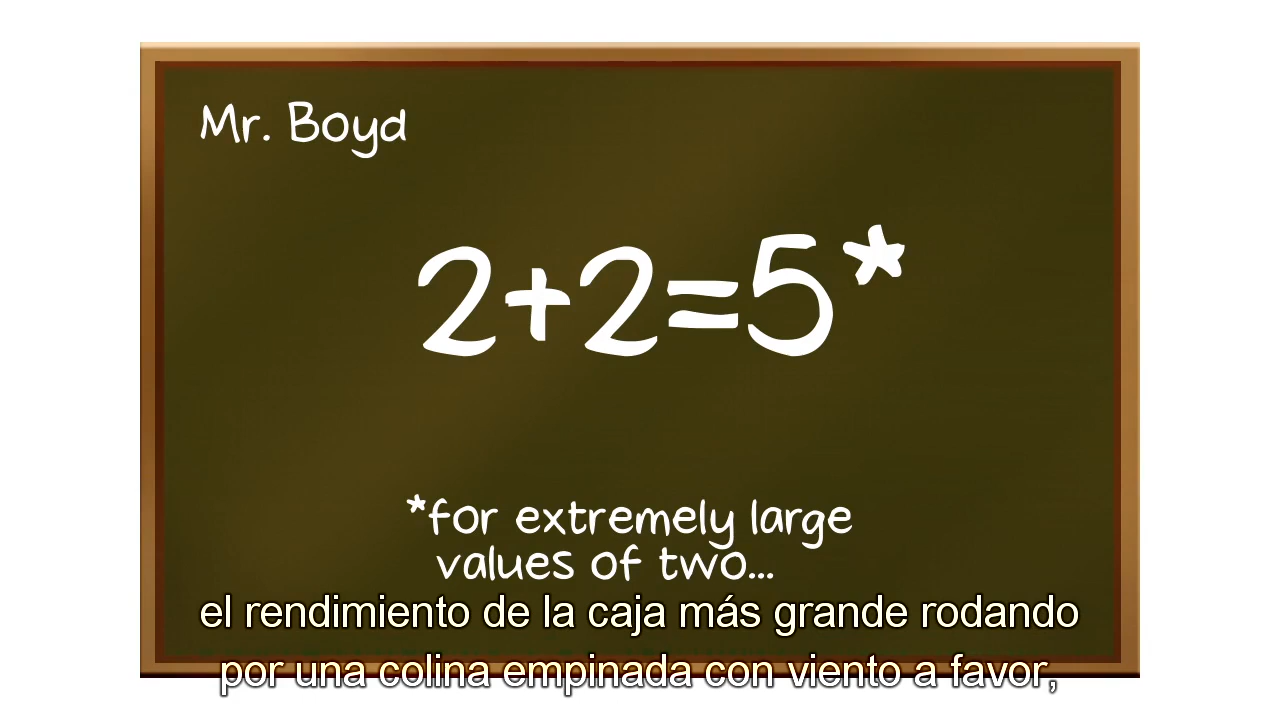 Mr. Boyd
2+2=5*
*for extremely large
values of two...
el rendimiento de la caja más grande rodando
por una colina empinada con viento a favor,